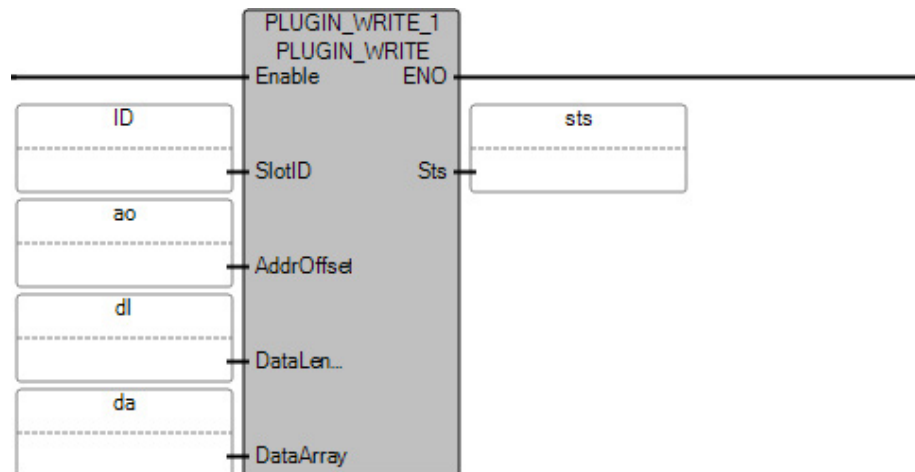 PLUGIN_WRITE_1
PLUGIN_WRITE
Enable ENO
ID
sts
SlotID Sts
ao
AddrOffset
dl
DataLen...
da
DataArray